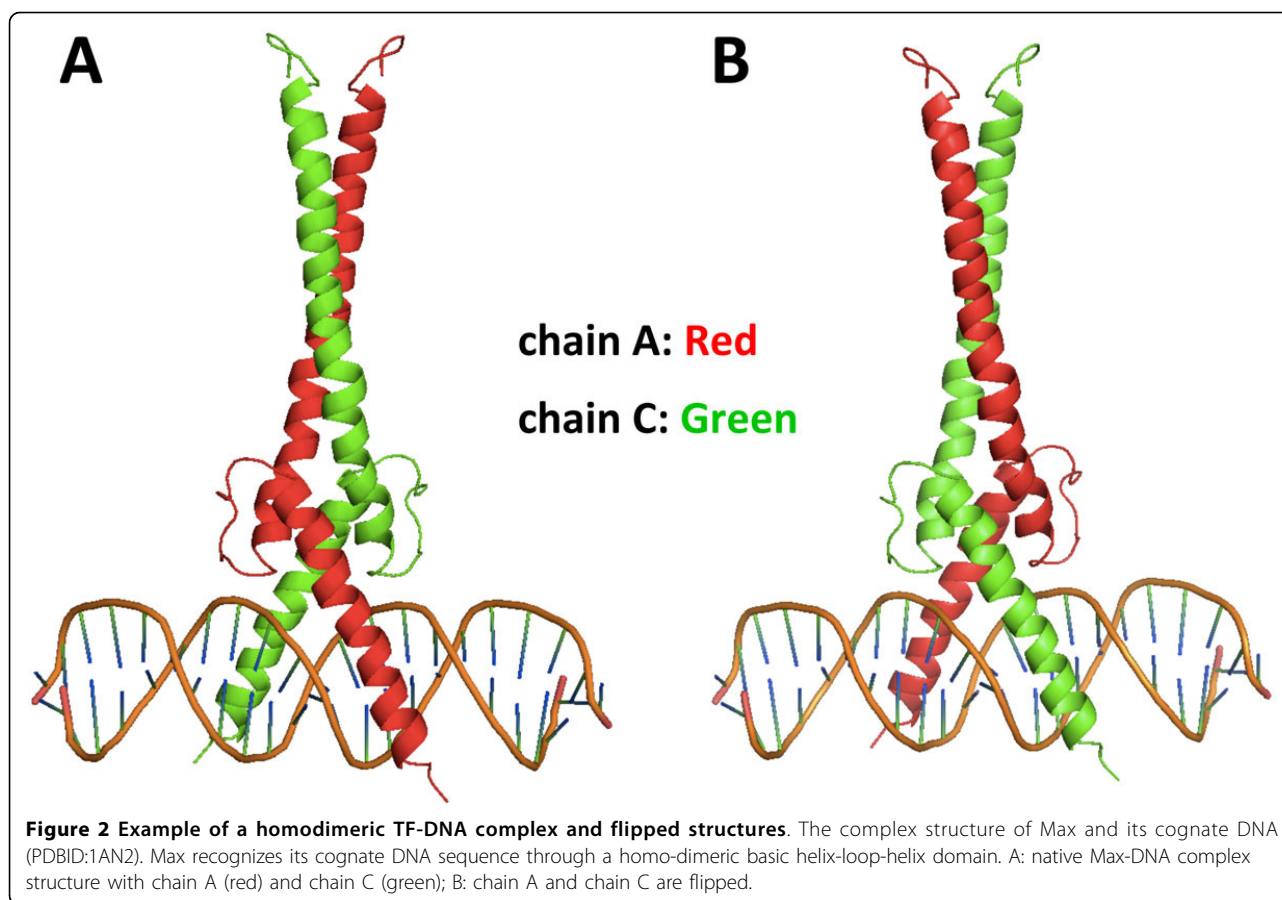 A
B
chain A: Red
chain C: Green
Figure 2 Example of a homodimeric TF-DNA complex and flipped structures. The complex structure of Max and its cognate DNA
(PDBID:1AN2). Max recognizes its cognate DNA sequence through a homo-dimeric basic helix-loop-helix domain. A: native Max-DNA complex
structure with chain A (red) and chain C (green); B: chain A and chain C are flipped.